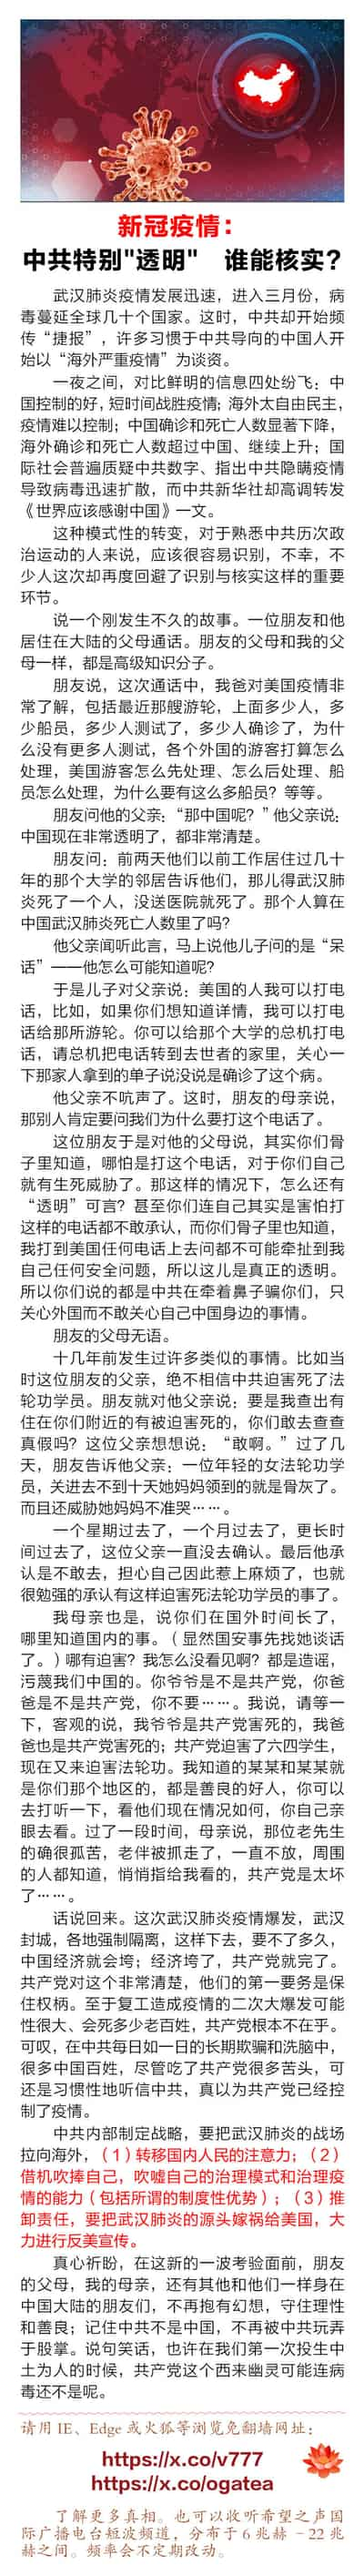 新冠疫情：
中共特别"透明" 谁能核实？
武汉肺炎疫情发展迅速，进入三月份，病
毒蔓延全球几十个国家。这时，中共却开始频
传“捷报”，许多习惯于中共导向的中国人开
始以“海外严重疫情”为谈资。
一夜之间，对比鲜明的信息四处纷飞：中
国控制的好，短时间战胜疫情；海外太自由民主，
疫情难以控制；中国确诊和死亡人数显著下降，
海外确诊和死亡人数超过中国、继续上升；国
际社会普遍质疑中共数字、指出中共隐瞒疫情
导致病毒迅速扩散，而中共新华社却高调转发
《世界应该感谢中国》一文。
这种模式性的转变，对于熟悉中共历次政
治运动的人来说，应该很容易识别，不幸，不
少人这次却再度回避了识别与核实这样的重要
环节。
说一个刚发生不久的故事。一位朋友和他
居住在大陆的父母通话。朋友的父母和我的父
母一样，都是高级知识分子。
朋友说，这次通话中，我爸对美国疫情非
常了解，包括最近那艘游轮，上面多少人，多
少船员，多少人测试了，多少人确诊了，为什
么没有更多人测试，各个外国的游客打算怎么
处理，美国游客怎么先处理、怎么后处理、船
员怎么处理，为什么要有这么多船员？等等。
朋友问他的父亲：“那中国呢？”他父亲说：
中国现在非常透明了，都非常清楚。
朋友问：前两天他们以前工作居住过几十
年的那个大学的邻居告诉他们，那儿得武汉肺
炎死了一个人，没送医院就死了。那个人算在
中国武汉肺炎死亡人数里了吗？
他父亲闻听此言，马上说他儿子问的是“呆
话”——他怎么可能知道呢？
于是儿子对父亲说：美国的人我可以打电
话，比如，如果你们想知道详情，我可以打电
话给那所游轮。你可以给那个大学的总机打电
话，请总机把电话转到去世者的家里，关心一
下那家人拿到的单子说没说是确诊了这个病。
他父亲不吭声了。这时，朋友的母亲说，
那别人肯定要问我们为什么要打这个电话了。
这位朋友于是对他的父母说，其实你们骨
子里知道，哪怕是打这个电话，对于你们自己
就有生死威胁了。那这样的情况下，怎么还有
“透明”可言？甚至你们连自己其实是害怕打
这样的电话都不敢承认，而你们骨子里也知道，
我打到美国任何电话上去问都不可能牵扯到我
自己任何安全问题，所以这儿是真正的透明。
所以你们说的都是中共在牵着鼻子骗你们，只
关心外国而不敢关心自己中国身边的事情。
朋友的父母无语。
十几年前发生过许多类似的事情。比如当
时这位朋友的父亲，绝不相信中共迫害死了法
轮功学员。朋友就对他父亲说：要是我查出有
住在你们附近的有被迫害死的，你们敢去查查
真假吗？这位父亲想想说：“敢啊。”过了几
天，朋友告诉他父亲：一位年轻的女法轮功学
员，关进去不到十天她妈妈领到的就是骨灰了。
而且还威胁她妈妈不准哭……。
一个星期过去了，一个月过去了，更长时
间过去了，这位父亲一直没去确认。最后他承
认是不敢去，担心自己因此惹上麻烦了，也就
很勉强的承认有这样迫害死法轮功学员的事了。
我母亲也是，说你们在国外时间长了，
哪里知道国内的事。（显然国安事先找她谈话
了。）哪有迫害？我怎么没看见啊？都是造谣，
污蔑我们中国的。你爷爷是不是共产党，你爸
爸是不是共产党，你不要……。我说，请等一
下，客观的说，我爷爷是共产党害死的，我爸
爸也是共产党害死的；共产党迫害了六四学生，
现在又来迫害法轮功。我知道的某某和某某就
是你们那个地区的，都是善良的好人，你可以
去打听一下，看他们现在情况如何，你自己亲
眼去看。过了一段时间，母亲说，那位老先生
的确很孤苦，老伴被抓走了，一直不放，周围
的人都知道，悄悄指给我看的，共产党是太坏
了……。
话说回来。这次武汉肺炎疫情爆发，武汉
封城，各地强制隔离，这样下去，要不了多久，
中国经济就会垮；经济垮了，共产党就完了。
共产党对这个非常清楚，他们的第一要务是保
住权柄。至于复工造成疫情的二次大爆发可能
性很大、会死多少老百姓，共产党根本不在乎。
可叹，在中共每日如一日的长期欺骗和洗脑中，
很多中国百姓，尽管吃了共产党很多苦头，可
还是习惯性地听信中共，真以为共产党已经控
制了疫情。
中共内部制定战略，要把武汉肺炎的战场
拉向海外，（1）转移国内人民的注意力；（2）
借机吹捧自己，吹嘘自己的治理模式和治理疫
情的能力（包括所谓的制度性优势）；（3）推
卸责任，要把武汉肺炎的源头嫁祸给美国，大
力进行反美宣传。
真心祈盼，在这新的一波考验面前，朋友
的父母，我的母亲，还有其他和他们一样身在
中国大陆的朋友们，不再抱有幻想，守住理性
和善良；记住中共不是中国，不再被中共玩弄
于股掌。说句笑话，也许在我们第一次投生中
土为人的时候，共产党这个西来幽灵可能连病
毒还不是呢。
请用 IE、Edge 或火狐等浏览免翻墙网址：
https://x.co/v777
https://x.co/ogatea
了解更多真相。也可以收听希望之声国
际广播电台短波频道，分布于 6 兆赫 – 22 兆
赫之间。频率会不定期改动。